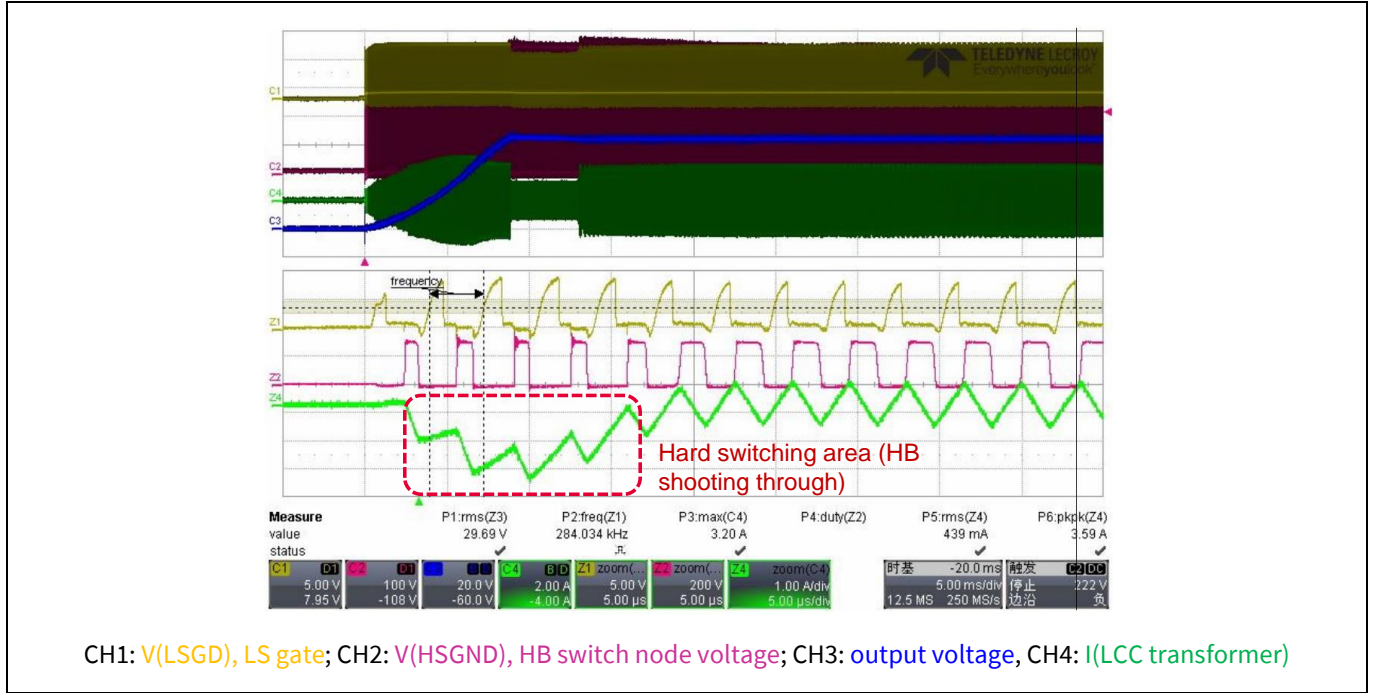 TELEDYNE LECROY
Everywhereyoulook
C1
C2
C4
C3
frequency
Z1
Z2
Z4
Hard switching area (HB
shooting through)
Measure P1:rms(Z3) P2:freq(Z1) P3:max(C4) P4:duty(Z2) P5:rms(Z4) P6:pkpk(Z4)
value 29.69 V 284.034 kHz 3.20 A 439 mA 3.59 A
status
C1 D1 C2 D1 C4 B D Z1 zoom(... Z2 zoom(... Z4 zoom(C4) 时基 -20.0 ms 触发 C2 DC
5.00 V 100 V 20.0 V 2.00 A 5.00 V 200 V 1.00 A/div 5.00 ms/div 停止 222 V
7.95 V -108 V -60.0 V -4.00 A 5.00 µs 5.00 µs 5.00 µs/div 12.5 MS 250 MS/s 边沿 负
CH1: V(LSGD), LS gate; CH2: V(HSGND), HB switch node voltage; CH3: output voltage, CH4: I(LCC transformer)